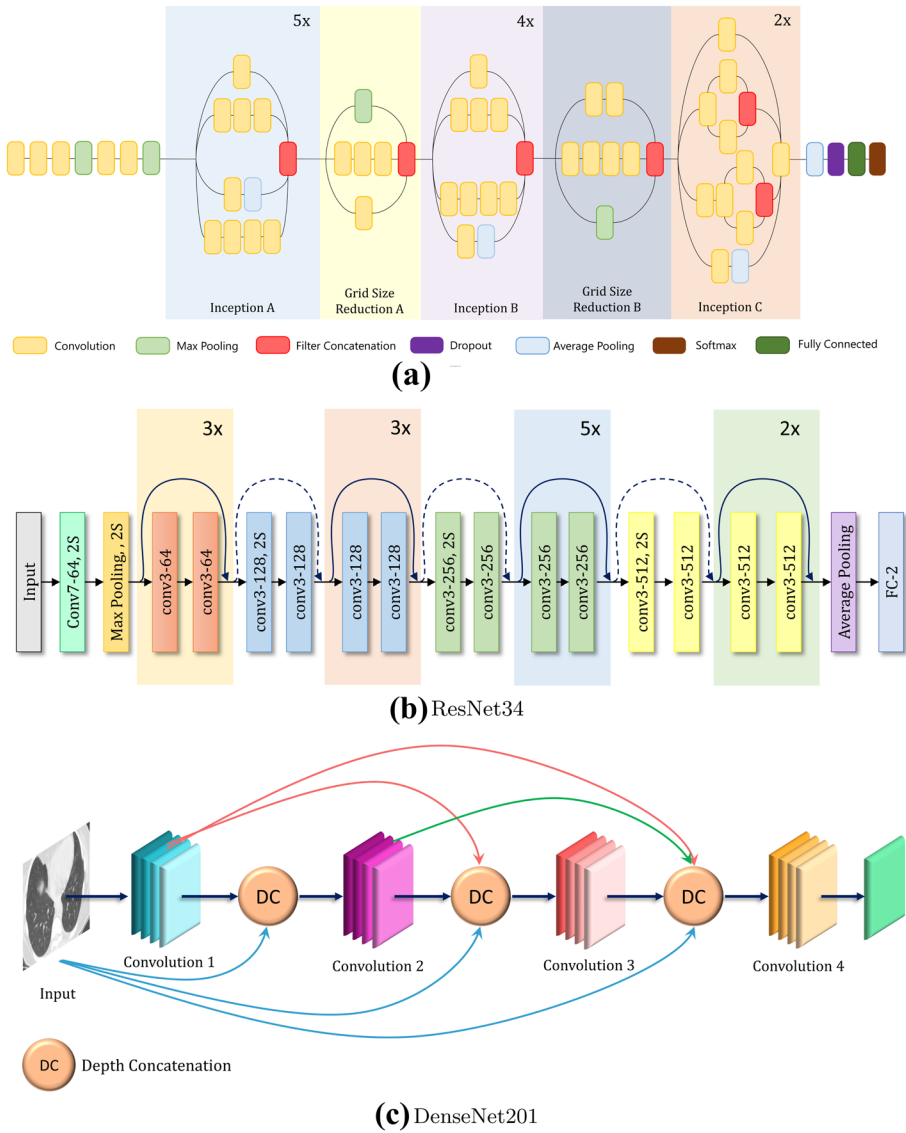 5x
4x
2x
Inception A
Grid Size
Reduction A
Inception B
Grid Size
Reduction B
Inception C
Convolution
Max Pooling
Filter Concatenation
Dropout
Average Pooling
Softmax
Fully Connected
(a)
3x
3x
5x
2x
Input
Conv7-64, 2S
Max Pooling, , 2S
conv3-64
conv3-64
conv3-128, 2S
conv3-128
conv3-128
conv3-128
conv3-256, 2S
conv3-256
conv3-256
conv3-256
conv3-512, 2S
conv3-512
conv3-512
conv3-512
Average Pooling
FC-2
(b) ResNet34
DC
DC
DC
Convolution 1
Convolution 2
Convolution 3
Convolution 4
Input
DC
Depth Concatenation
(c) DenseNet201